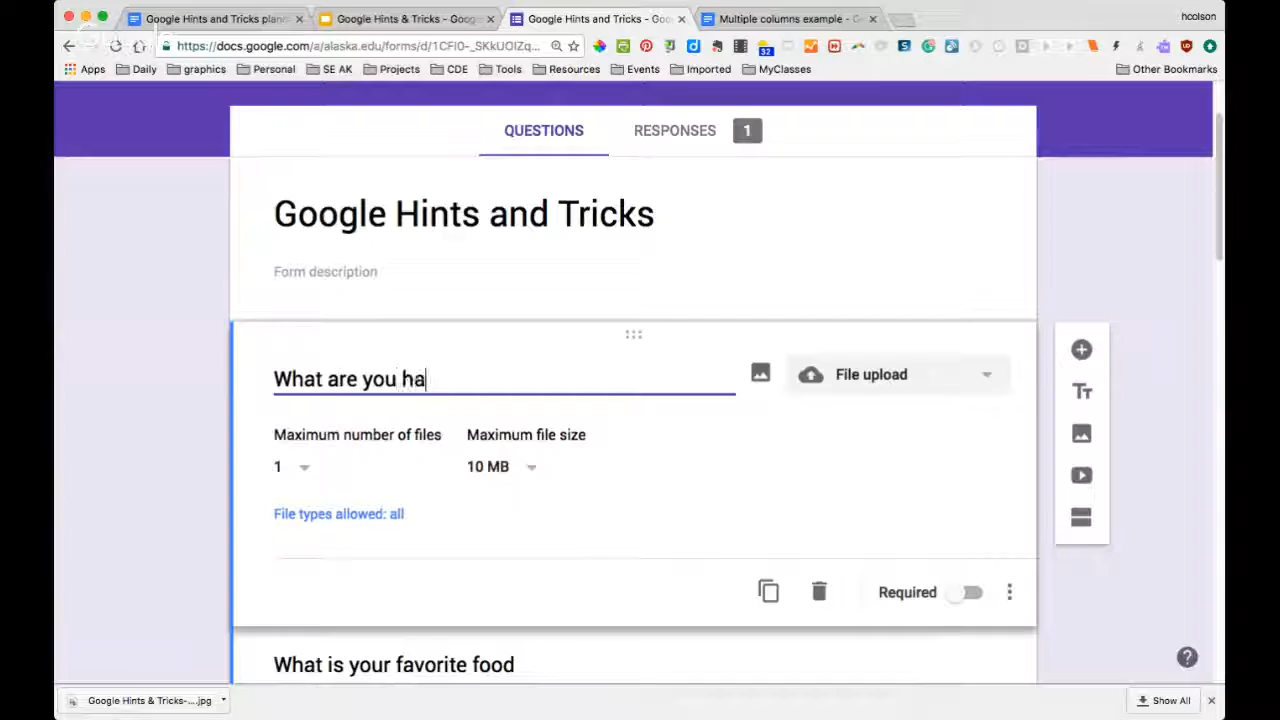 Google Hints and Tricks plann
Google Hints & Tricks - Goog
Google Hints and Tricks - Goo
Multiple columns example - G
hcolson
https://docs.google.com/a/alaska.edu/forms/d/1CFI0-_SKkUOIZq...
32
Apps
Daily
graphics
Personal
SE AK
Projects
CDE
Tools
Resources
Events
Imported
MyClasses
Other Bookmarks
QUESTIONS
RESPONSES
1
Google Hints and Tricks
Form description
What are you ha
File upload
Maximum number of files
Maximum file size
1
10 MB
File types allowed: all
Required
What is your favorite food
Google Hints & Tricks-....jpg
Show All